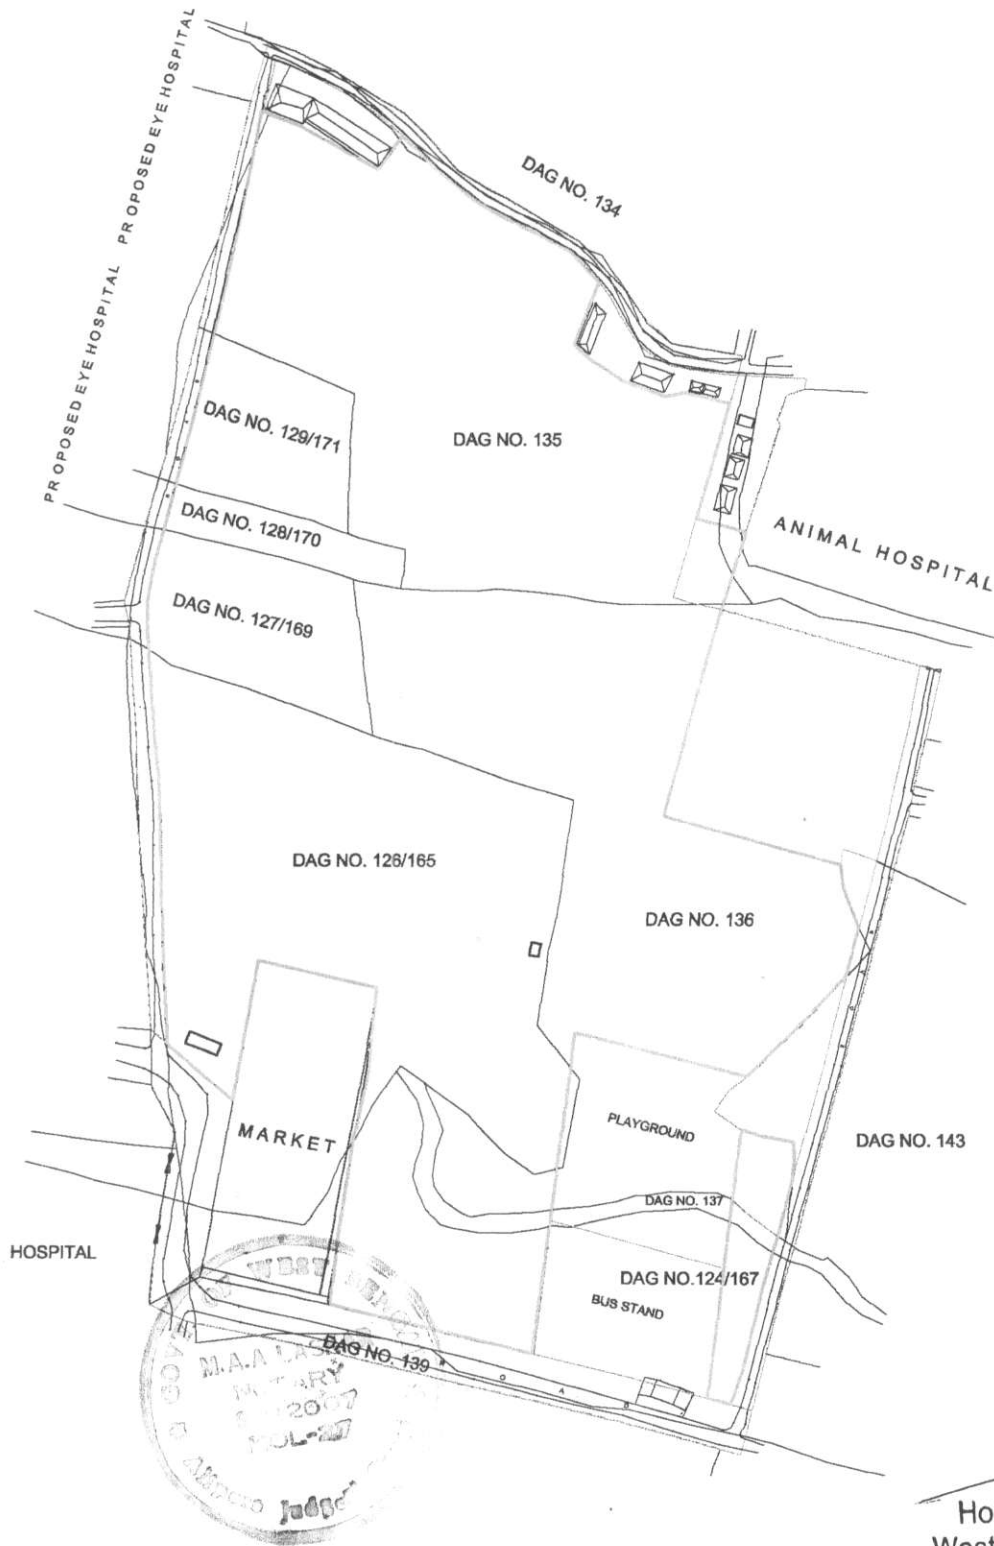 PROPOSED EYE HOSPITAL PROPOSED EYE HOSPITAL
DAG NO. 134
DAG NO. 129/171
DAG NO. 135
DAG NO. 128/170
ANIMAL HOSPITAL
DAG NO. 127/169
DAG NO. 126/165
DAG NO. 136
MARKET
PLAYGROUND
DAG NO. 143
DAG NO. 137
HOSPITAL
DAG NO.124/167
BUS STAND
DAG NO. 139
M.A.A
Judge
Ho
West